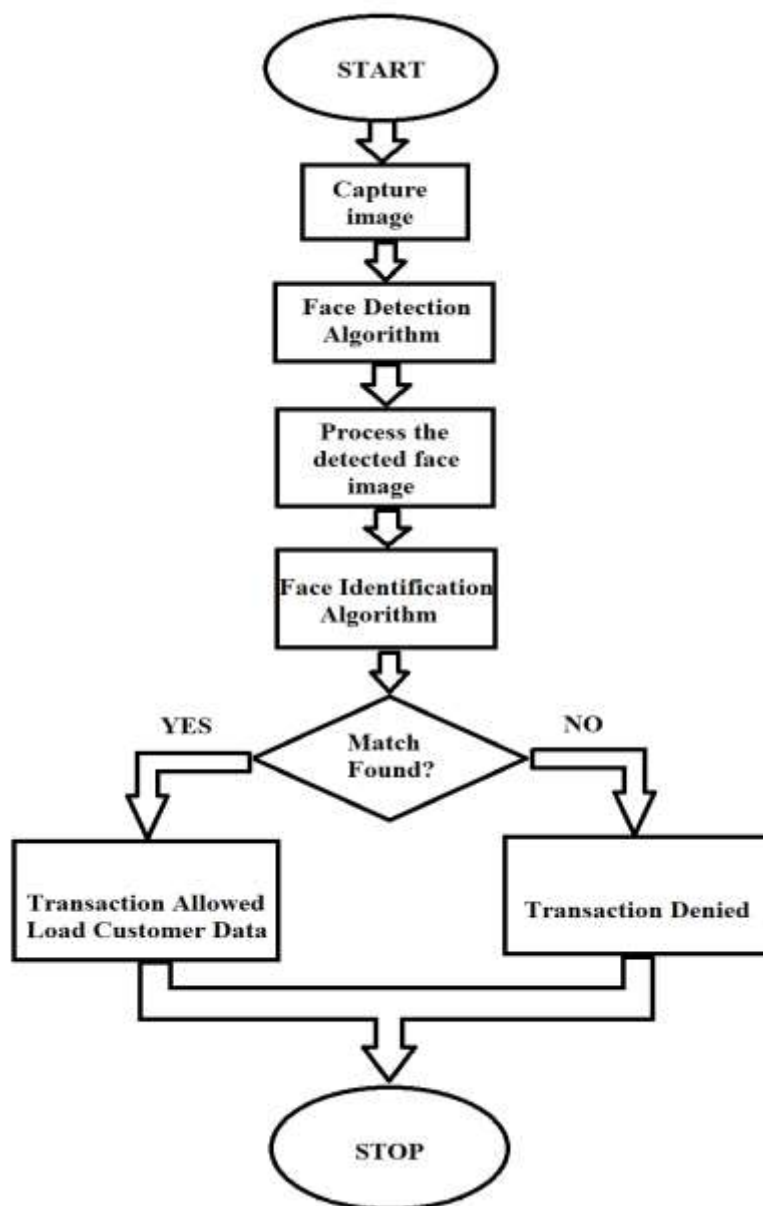 START
Capture
image
Face Detection
Algorithm
Process the
detected face
image
Face Identification
Algorithm
YES
NO
Match
Found?
Transaction Allowed
Load Customer Data
Transaction Denied
STOP